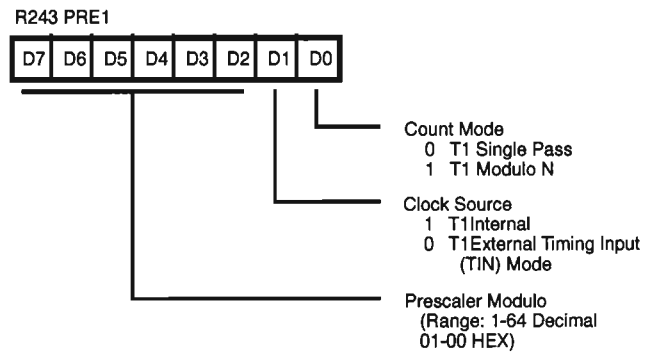 R243 PRE1
D7 D6 D5 D4 D3 D2 D1 D0
Count Mode
0 T1 Single Pass
1 T1 Modulo N
Clock Source
1 T1Internal
0 T1External Timing Input
(TIN) Mode
Prescaler Modulo
(Range: 1-64 Decimal
01-00 HEX)